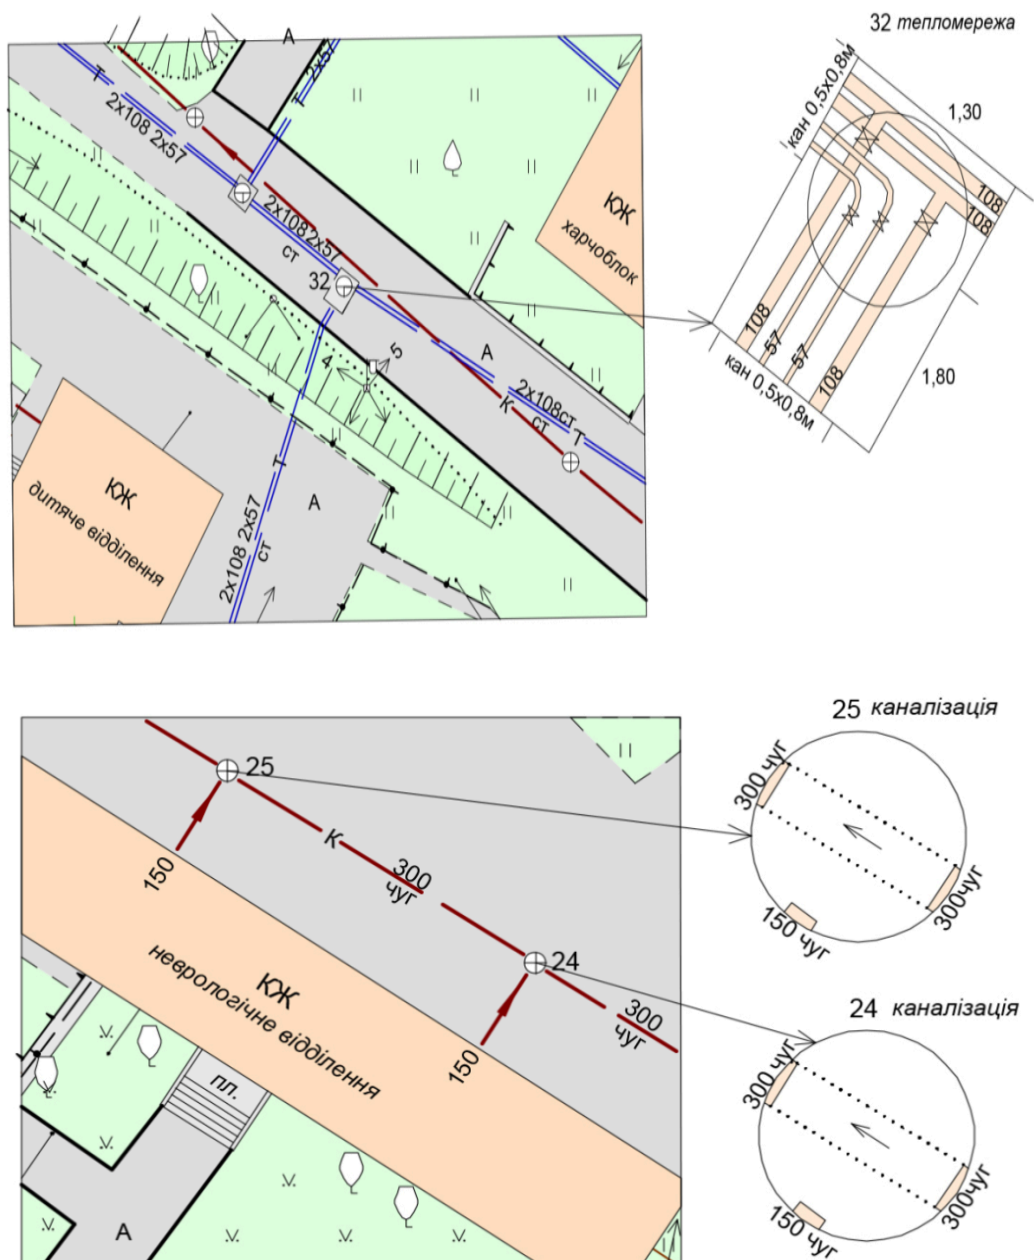 32 тепломережа
А
Т
2х108 2х57
Т
2х57
кан 0,5х0,8м
1,30
108
108
КЖ
харчоблок
2х108 2х57
ст
32
108
57
57
108
кан 0,5х0,8м
1,80
4
5
А
2х108ст
К
ст
Т
КЖ
дитяче відділення
Т
А
2х108 2х57
ст
25 каналізація
25
300 чуг
К
150
300
чуг
300чуг
150 чуг
24
КЖ
неврологічне відділення
300
чуг
150
24 каналізація
300 чуг
пл.
300чуг
150 чуг
А